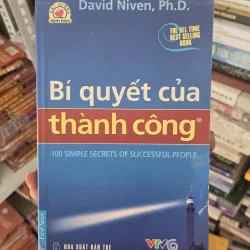 David Niven, Ph.D.
THE ALL TIME
BEST SELLING
BOOK
Bí quyết của
thành công®
100 SIMPLE SECRETS OF SUCCESSFUL PEOPLE
NHÀ XUẤT BẢN TRẺ
VTV6